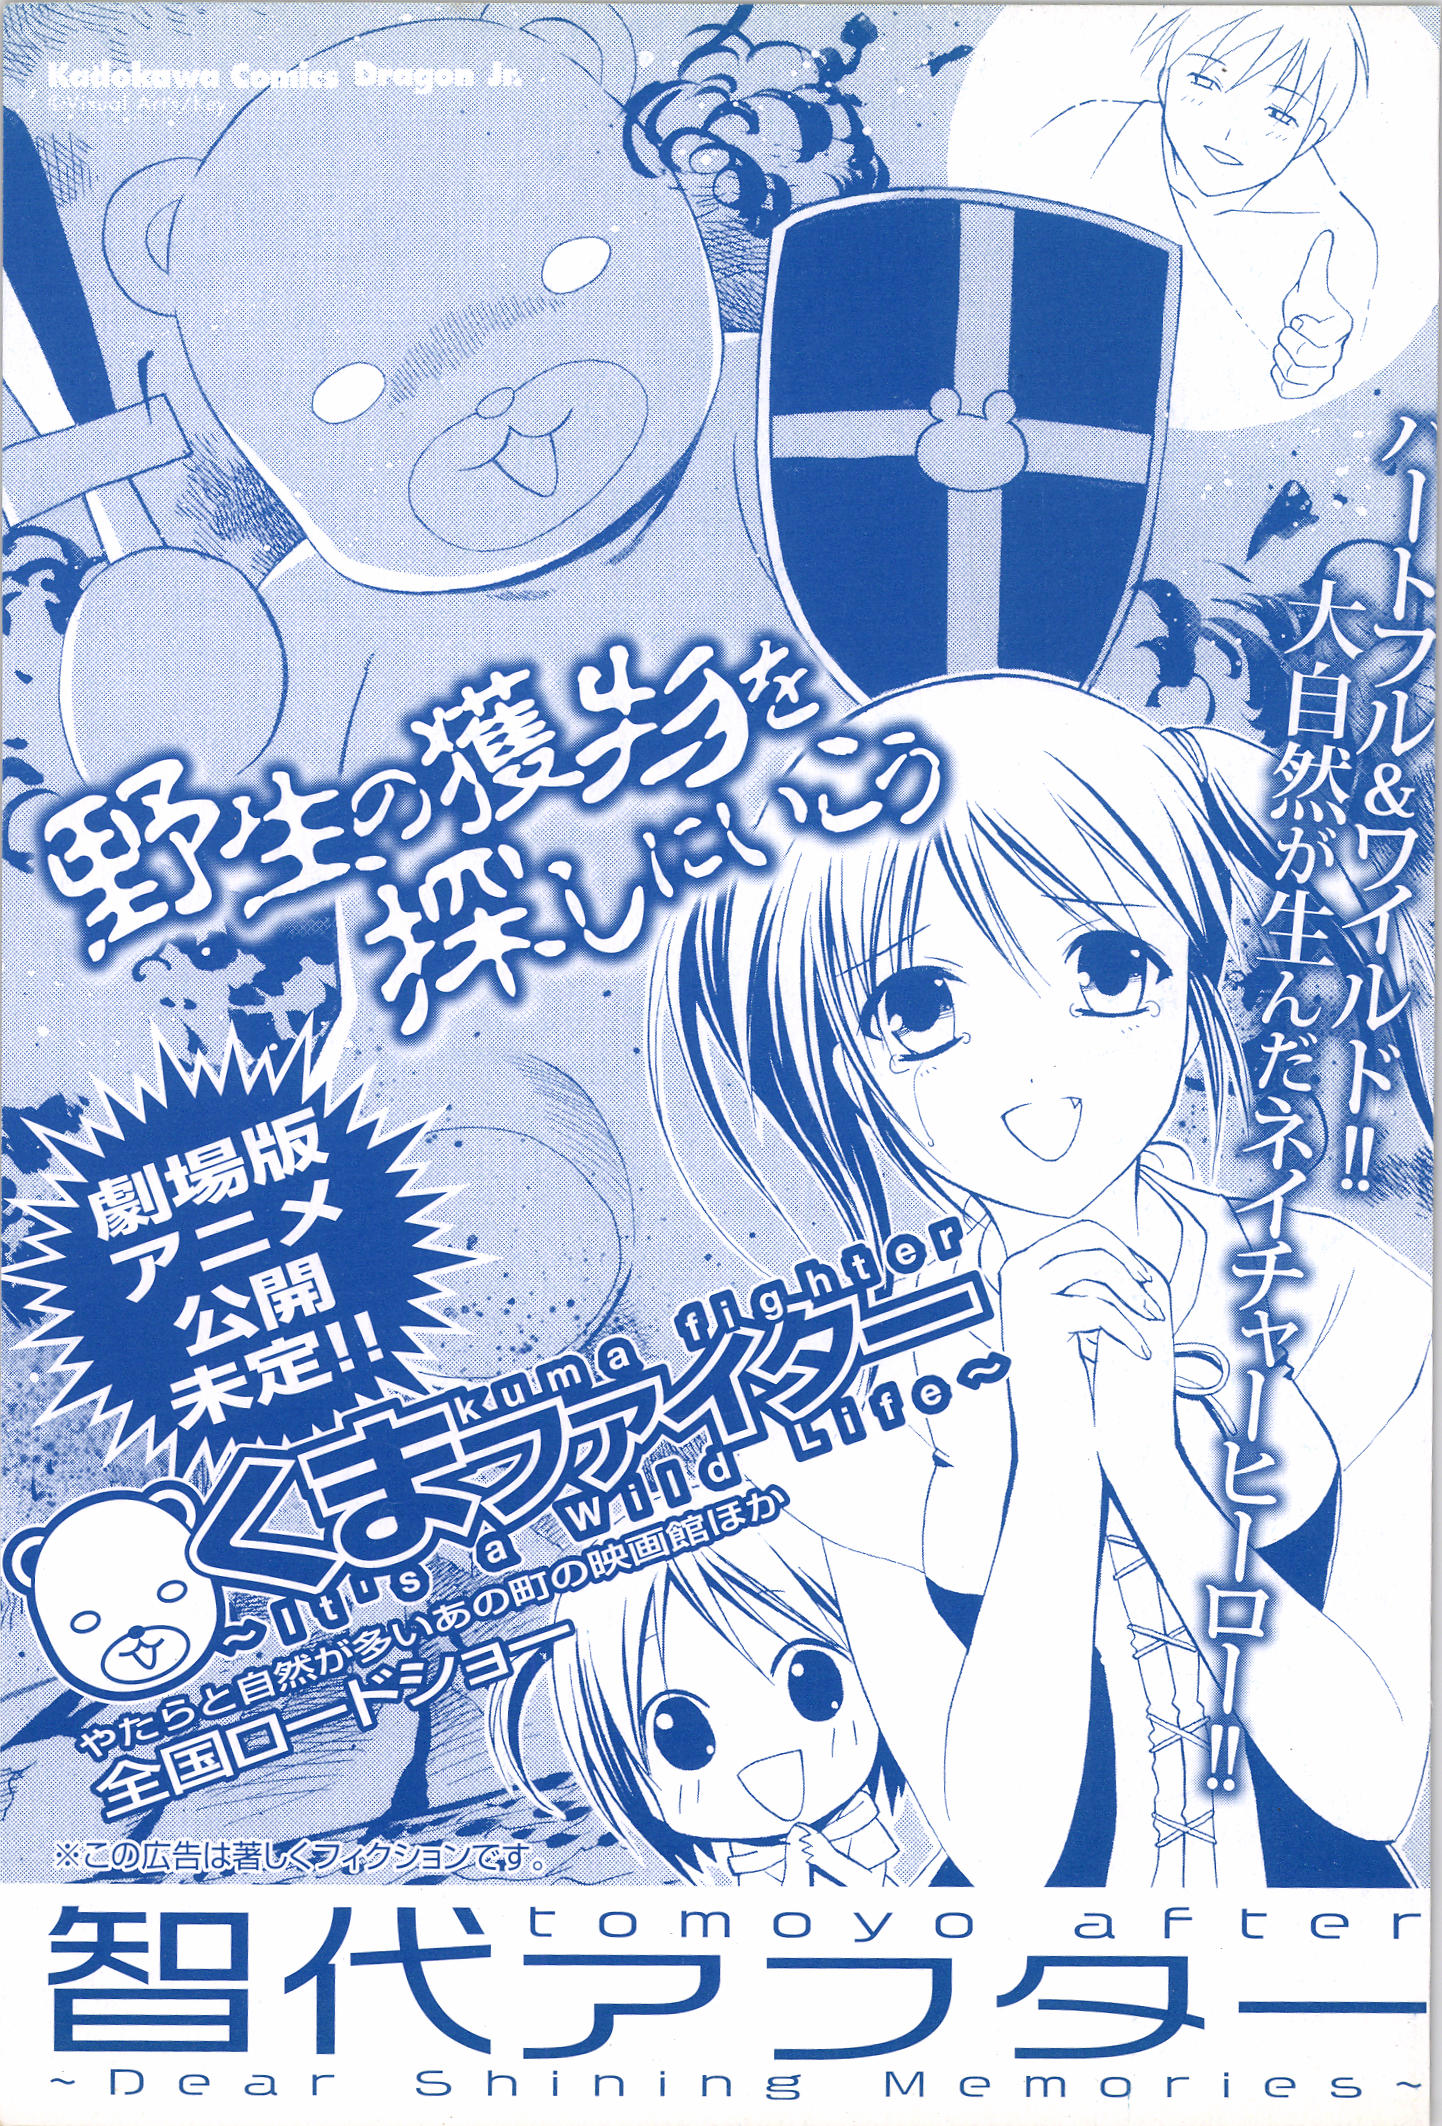 Kadokawa Comics Dragon Jr.
©Visual Arts/Key
ハートフル&ワイルド!!
大自然が生んだネイチャーヒーロー!!
野生の獲物を
探しにいこう
劇場版
アニメ
公開
未定!!
kuma fighter
くまファイター
~It's a Wild Life~
やたらと自然が多いあの町の映画館ほか
全国ロードショー
※この広告は著しくフィクションです。
tomoyo after
智代アフター
~Dear Shining Memories~